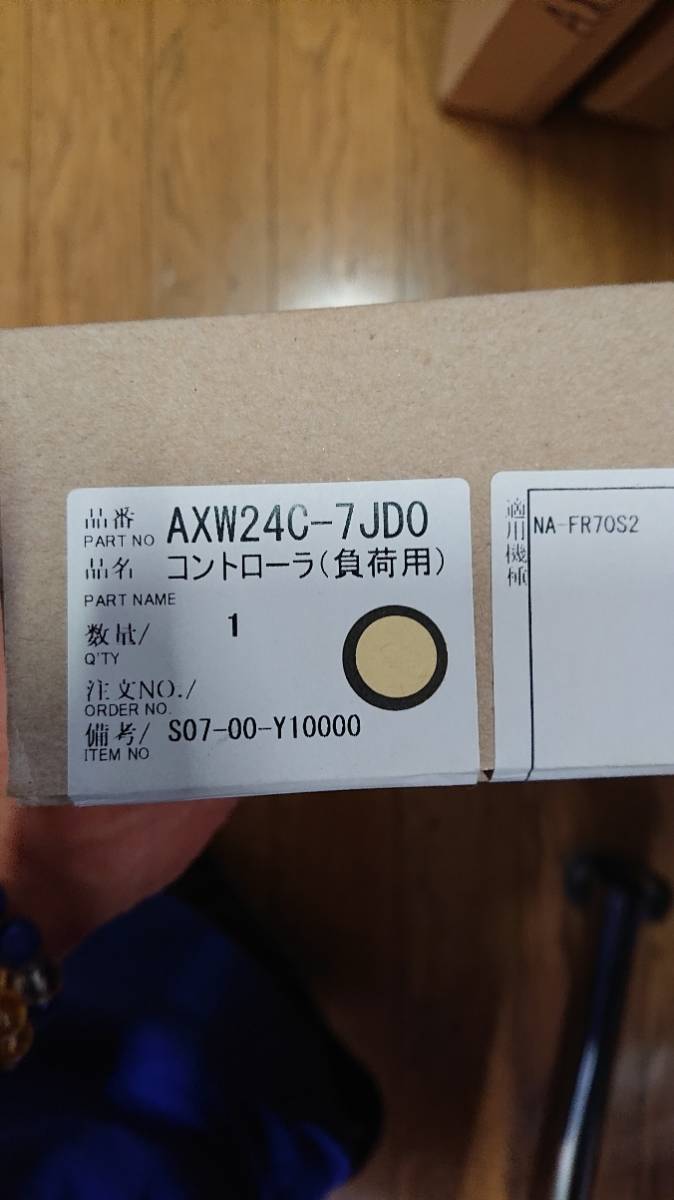 品番 AXW24C-7JD0
PART NO
品名 コントローラ(負荷用)
PART NAME
数量/ 1
Q'TY
注文NO./
ORDER NO.
備考/ S07-00-Y10000
ITEM NO
適用機種
NA-FR70S2